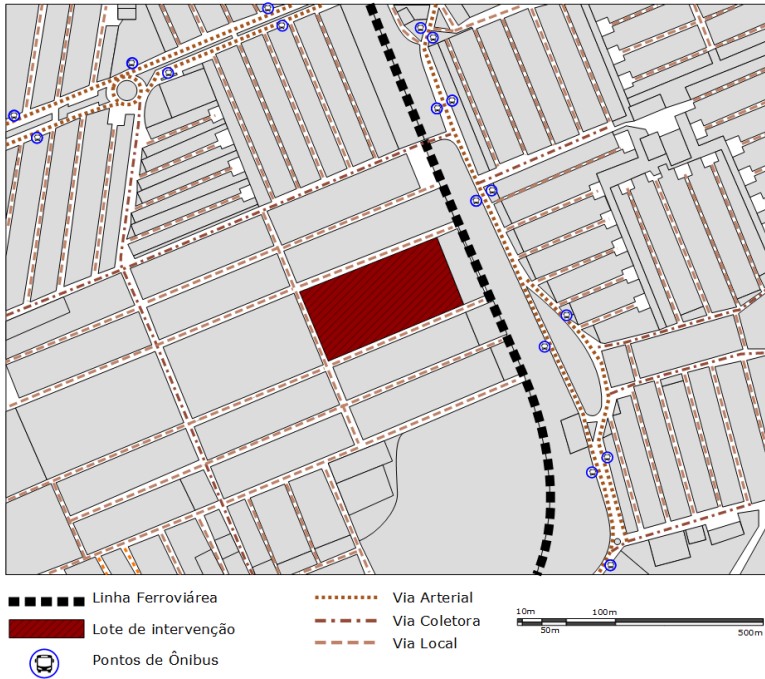 Linha Ferroviárea
Lote de intervenção
Pontos de Ônibus
Via Arterial
Via Coletora
Via Local
10m 100m
50m 500m